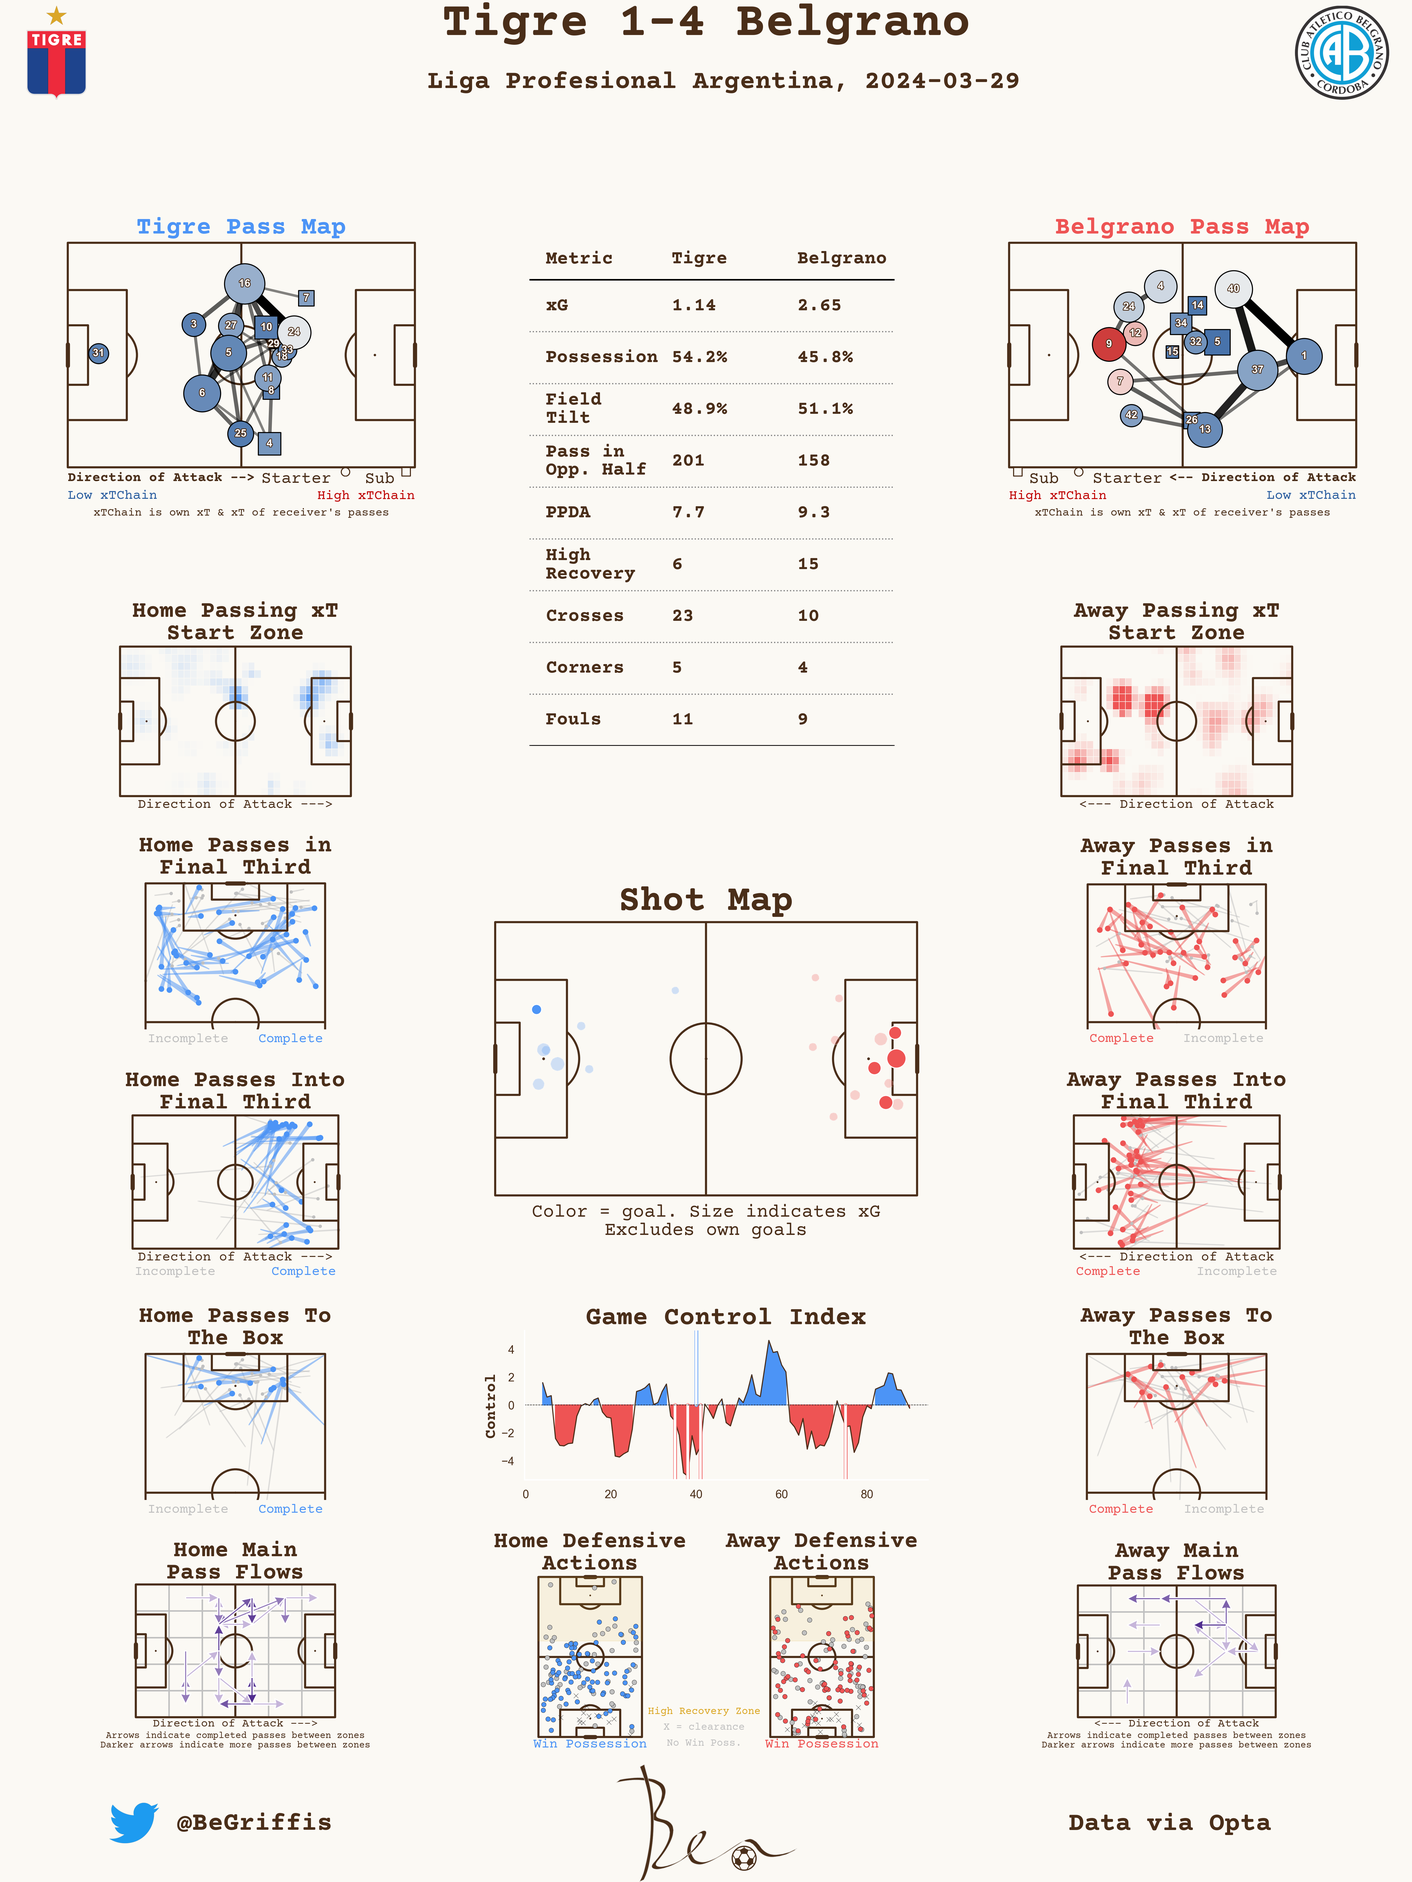 Tigre 1-4 Belgrano
Liga Profesional Argentina, 2024-03-29
TIGRE
CLUB ATLETICO BELGRANO
CORDOBA
CAB
Tigre Pass Map
16
7
3
27
10
24
29
33
18
5
31
11
8
6
25
4
Direction of Attack --> Starter Sub
Low xTChain High xTChain
xTChain is own xT & xT of receiver's passes
Metric Tigre Belgrano
xG 1.14 2.65
Possession 54.2% 45.8%
Field
Tilt 48.9% 51.1%
Pass in
Opp. Half 201 158
PPDA 7.7 9.3
High
Recovery 6 15
Crosses 23 10
Corners 5 4
Fouls 11 9
Belgrano Pass Map
4
40
24
14
34
12
9
32
5
15
1
37
7
42
26
13
Sub Starter <-- Direction of Attack
High xTChain Low xTChain
xTChain is own xT & xT of receiver's passes
Home Passing xT
Start Zone
Direction of Attack --->
Away Passing xT
Start Zone
<--- Direction of Attack
Home Passes in
Final Third
Incomplete Complete
Away Passes in
Final Third
Complete Incomplete
Shot Map
Color = goal. Size indicates xG
Excludes own goals
Home Passes Into
Final Third
Direction of Attack --->
Incomplete Complete
Away Passes Into
Final Third
<--- Direction of Attack
Complete Incomplete
Home Passes To
The Box
Incomplete Complete
Game Control Index
Control
4
2
0
−2
−4
0 20 40 60 80
Away Passes To
The Box
Complete Incomplete
Home Main
Pass Flows
Direction of Attack --->
Arrows indicate completed passes between zones
Darker arrows indicate more passes between zones
Home Defensive
Actions
Win Possession
High Recovery Zone
X = clearance
No Win Poss.
Away Defensive
Actions
Win Possession
Away Main
Pass Flows
<--- Direction of Attack
Arrows indicate completed passes between zones
Darker arrows indicate more passes between zones
@BeGriffis
Ben
Data via Opta